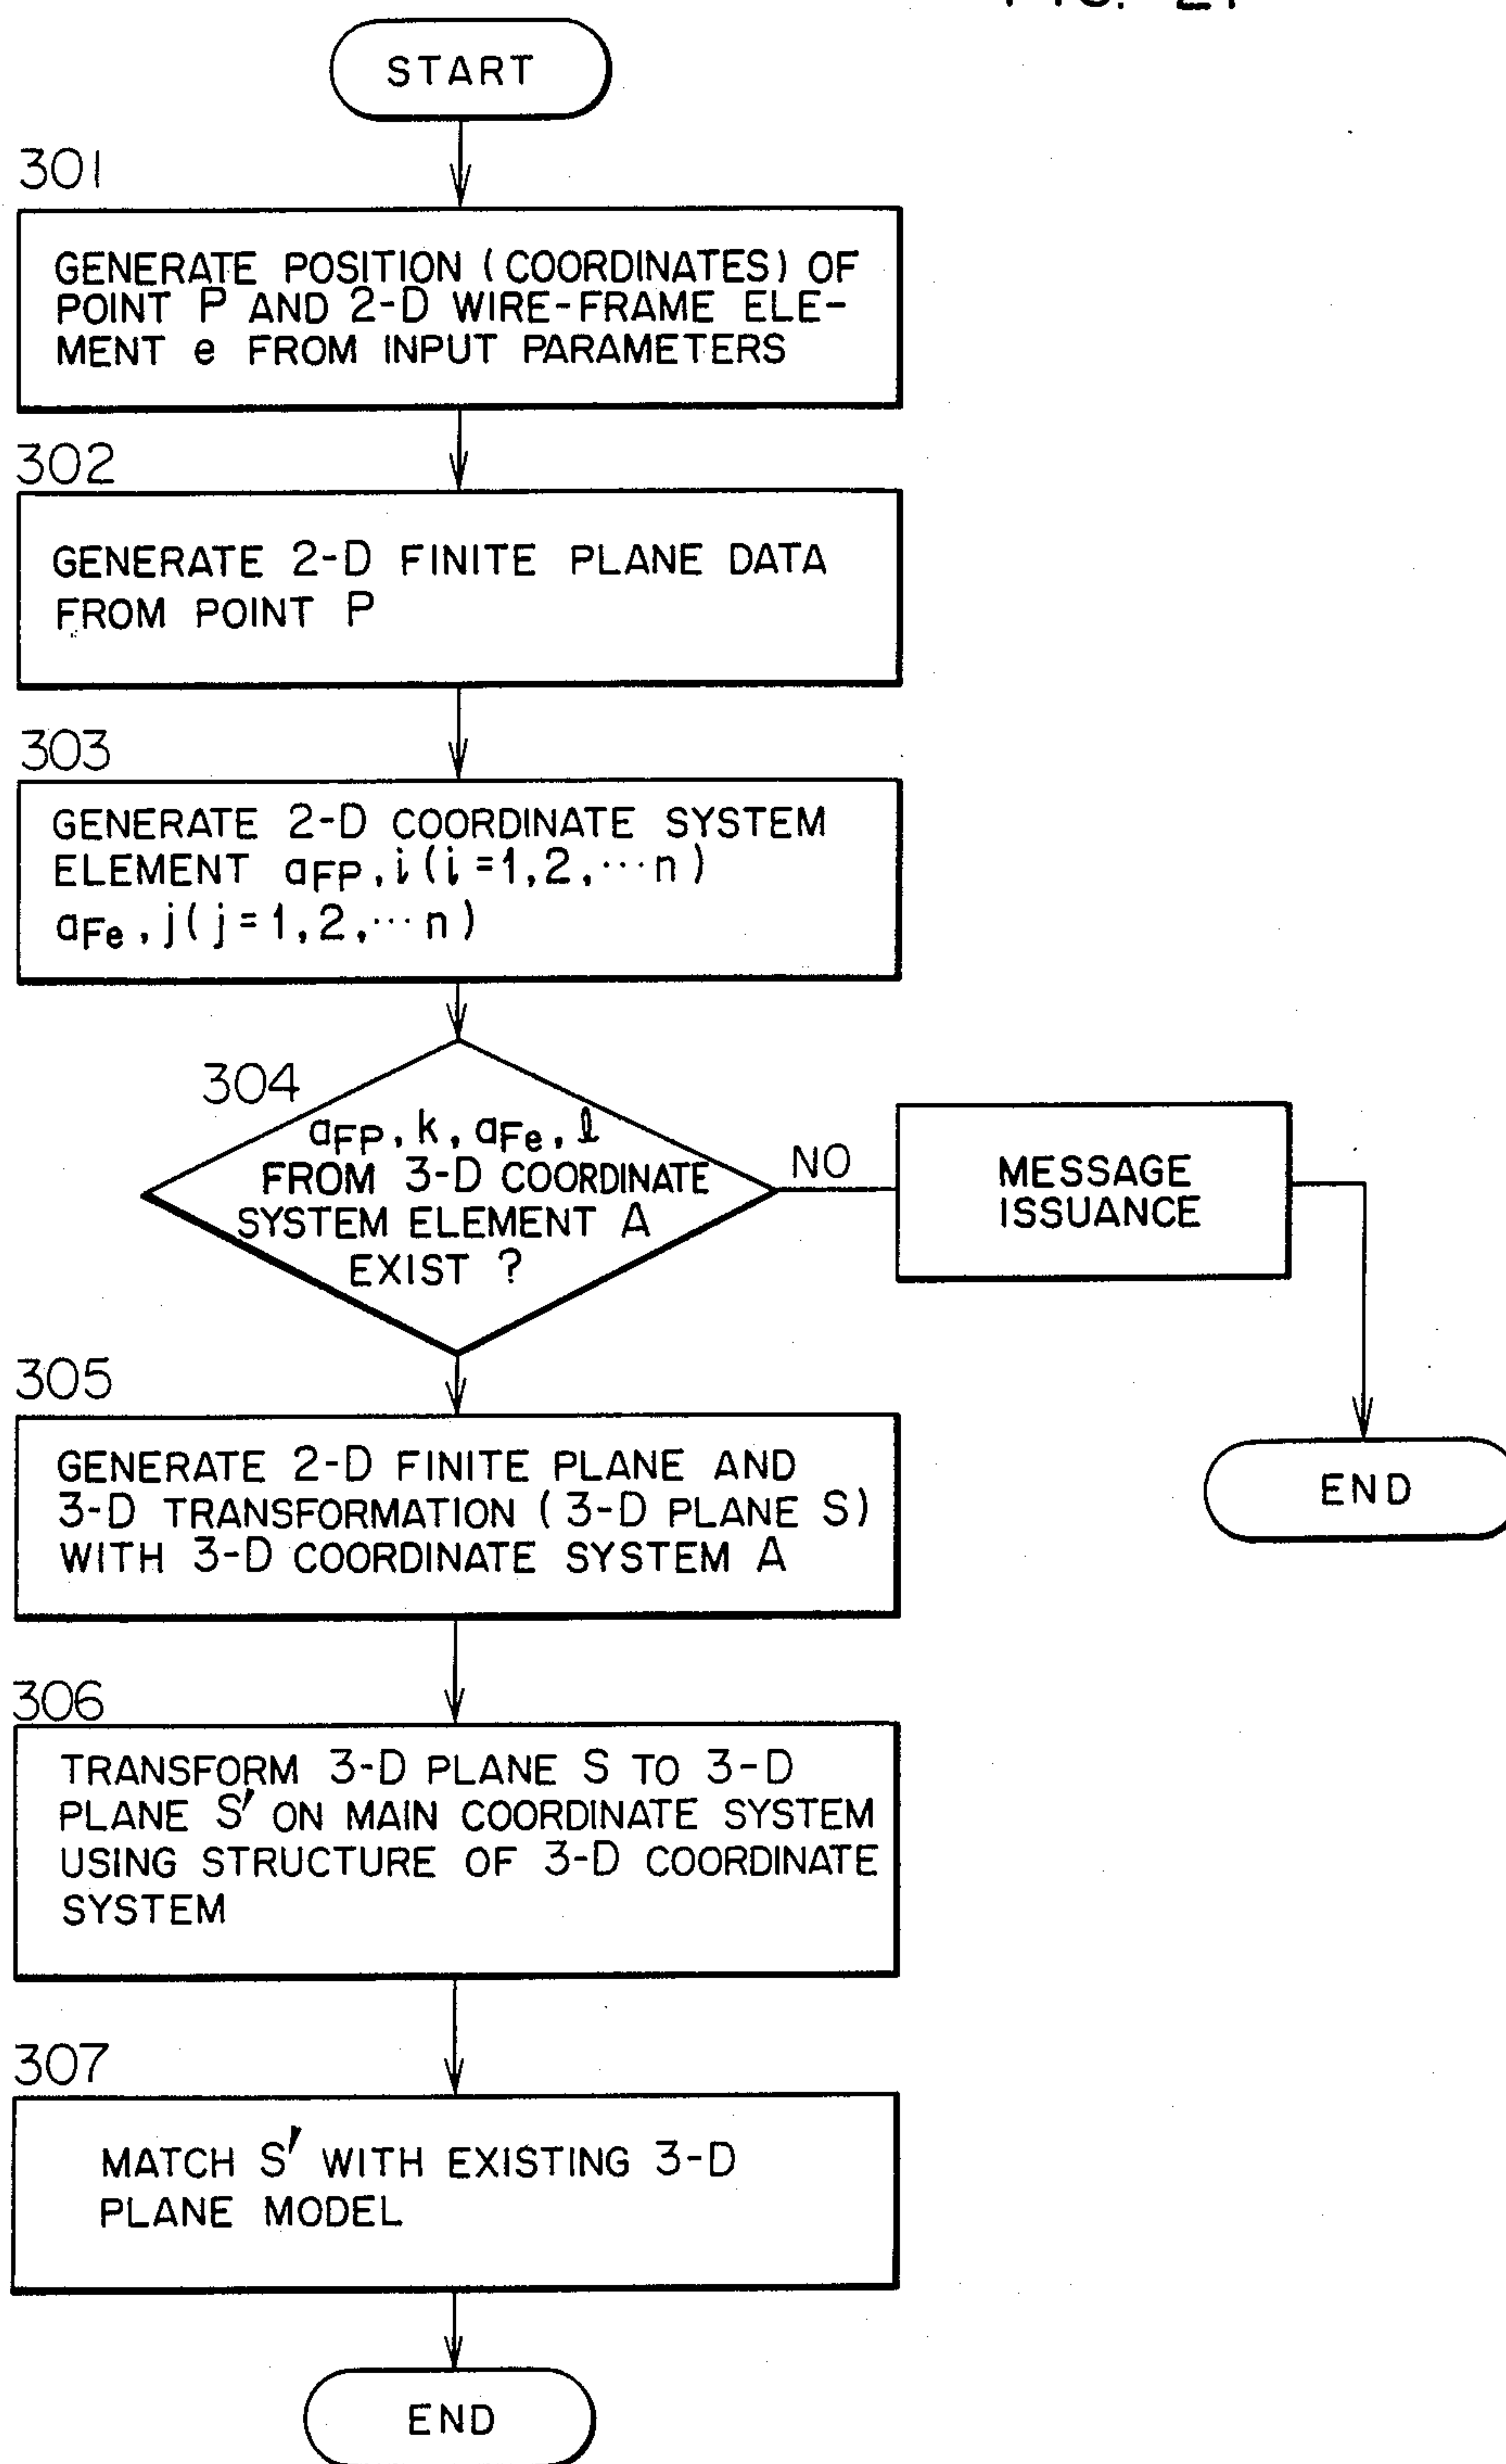 START
301
GENERATE POSITION (COORDINATES) OF
POINT P AND 2-D WIRE-FRAME ELE-
MENT e FROM INPUT PARAMETERS
302
GENERATE 2-D FINITE PLANE DATA
FROM POINT P
303
GENERATE 2-D COORDINATE SYSTEM
ELEMENT aFP, i (i=1,2,···n)
aFe, j (j=1,2,···n)
304
aFP, k, aFe, l
FROM 3-D COORDINATE
SYSTEM ELEMENT A
EXIST ?
NO
MESSAGE
ISSUANCE
END
305
GENERATE 2-D FINITE PLANE AND
3-D TRANSFORMATION (3-D PLANE S)
WITH 3-D COORDINATE SYSTEM A
306
TRANSFORM 3-D PLANE S TO 3-D
PLANE S' ON MAIN COORDINATE SYSTEM
USING STRUCTURE OF 3-D COORDINATE
SYSTEM
307
MATCH S' WITH EXISTING 3-D
PLANE MODEL
END